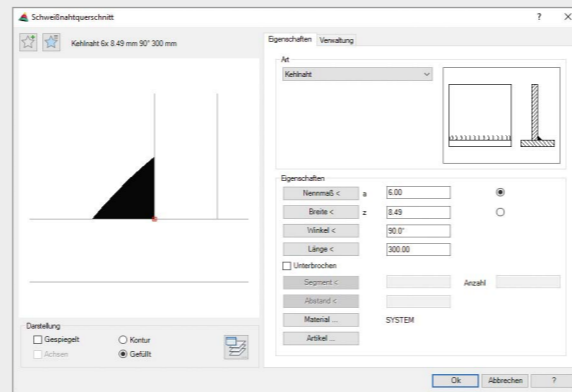 Schweißnahtquerschnitt ? X
Kehlnaht 6x 8.49 mm 90° 300 mm
Eigenschaften Verwaltung
Art
Kehlnaht
Eigenschaften
Nennmaß < a 6.00
Breite < z 8.49
Winkel < 90.0°
Länge < 300.00
Unterbrochen
Segment < Anzahl
Abstand <
Material ... SYSTEM
Artikel ...
Darstellung
Gespiegelt Kontur
Achsen Gefüllt
Ok Abbrechen ?